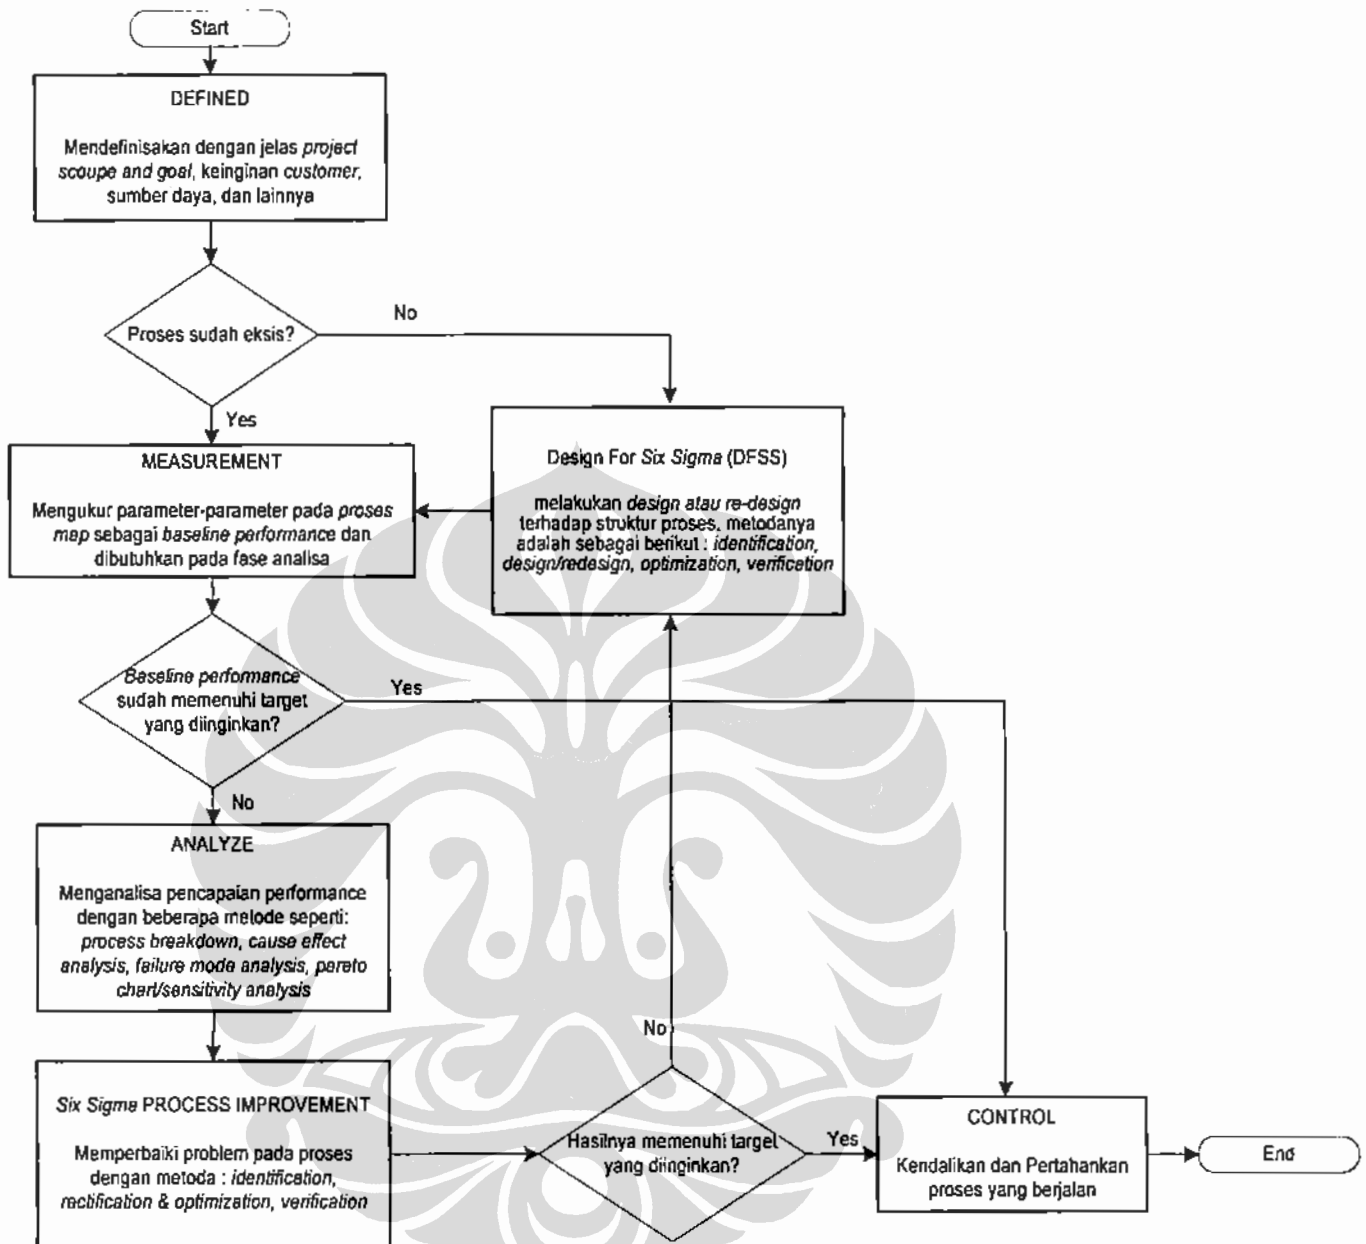 Start
DEFINED
Mendefinisakan dengan jelas project
scoupe and goal, keinginan customer,
sumber daya, dan lainnya
Proses sudah eksis?
No
Yes
MEASUREMENT
Mengukur parameter-parameter pada proses
map sebagai baseline performance dan
dibutuhkan pada fase analisa
Design For Six Sigma (DFSS)
melakukan design atau re-design
terhadap struktur proses, metodanya
adalah sebagai berikut : identification,
design/redesign, optimization, verification
Baseline performance
sudah memenuhi target
yang diinginkan?
Yes
No
ANALYZE
Menganalisa pencapaian performance
dengan beberapa metode seperti:
process breakdown, cause effect
analysis, failure mode analysis, pareto
chart/sensitivity analysis
Six Sigma PROCESS IMPROVEMENT
Memperbaiki problem pada proses
dengan metoda : identification,
rectification & optimization, verification
No
Hasilnya memenuhi target
yang diinginkan?
Yes
CONTROL
Kendalikan dan Pertahankan
proses yang berjalan
End